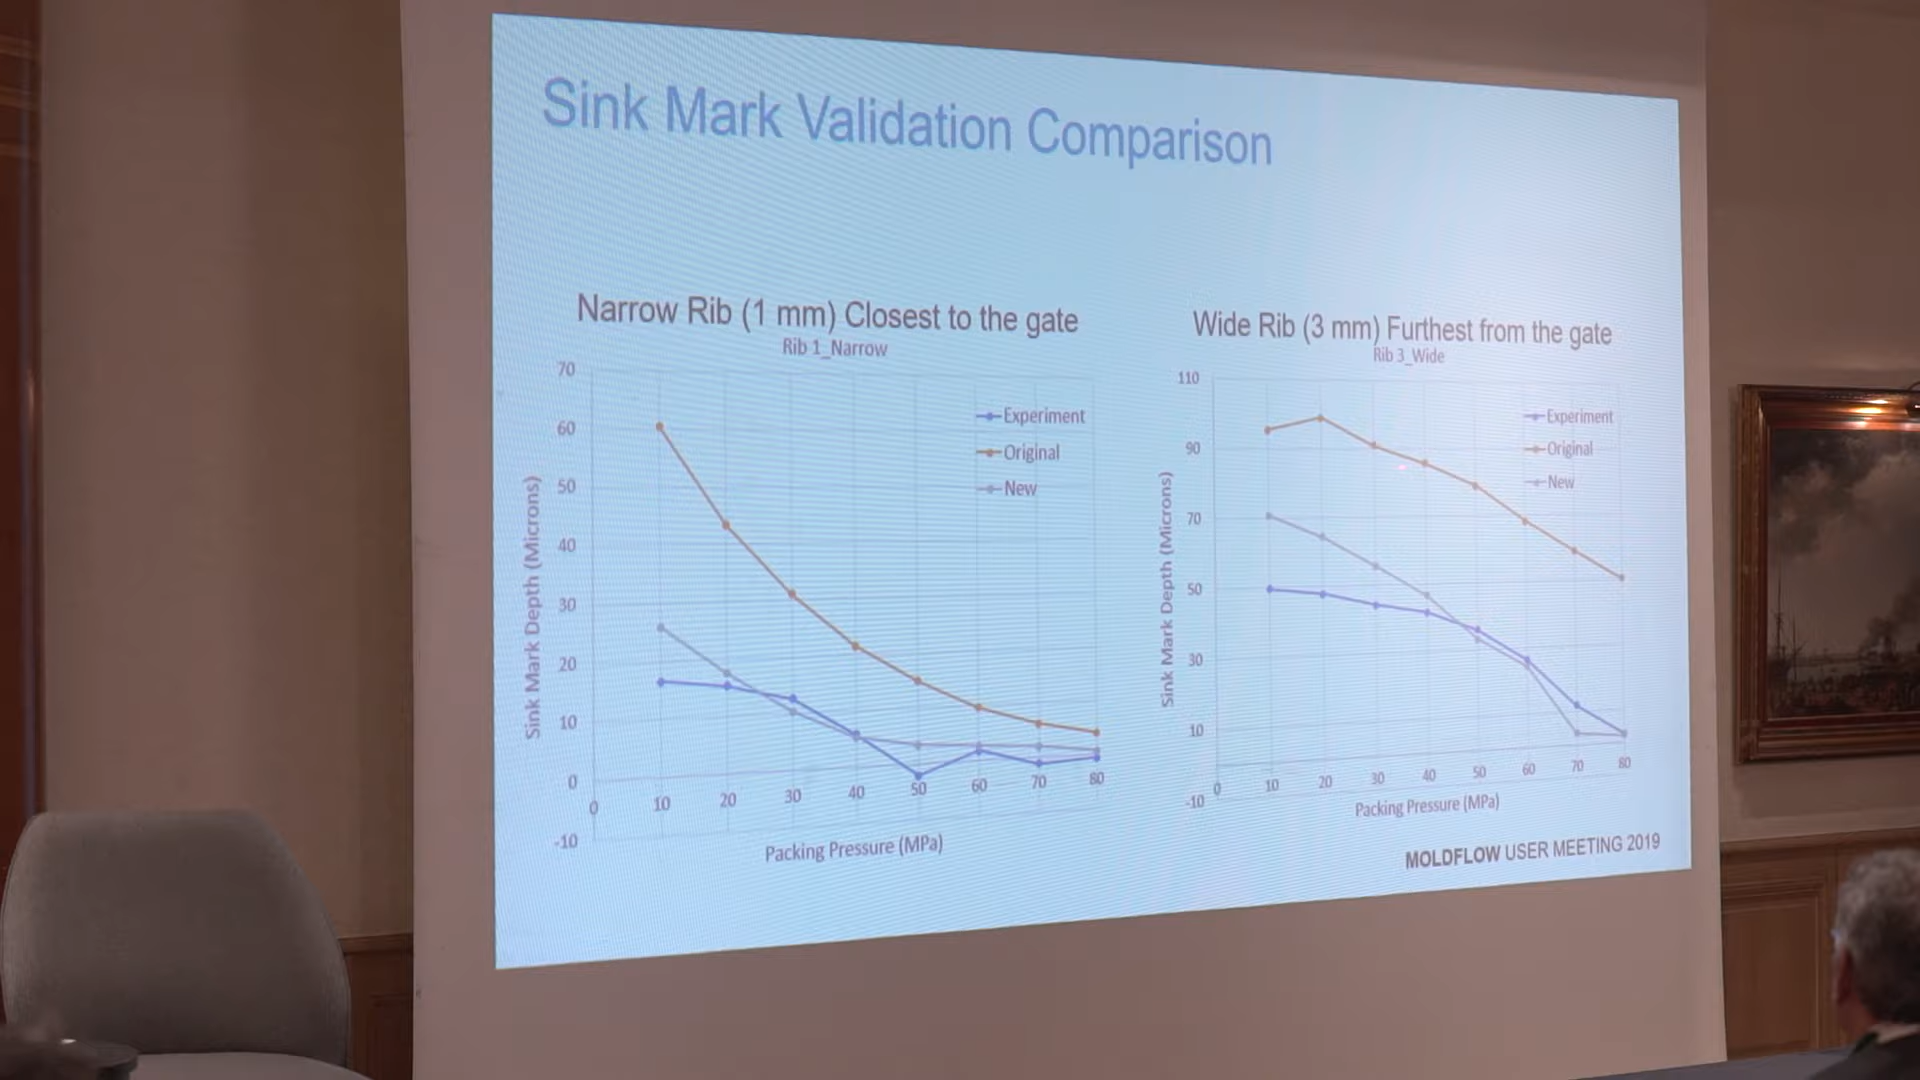 Sink Mark Validation Comparison
Narrow Rib (1 mm) Closest to the gate
Rib 1_Narrow
70
60
50
40
30
20
10
0
-10
Sink Mark Depth (Microns)
Experiment
Original
New
0 10 20 30 40 50 60 70 80
Packing Pressure (MPa)
Wide Rib (3 mm) Furthest from the gate
Rib 3_Wide
110
90
70
50
30
10
-10
Sink Mark Depth (Microns)
Experiment
Original
New
0 10 20 30 40 50 60 70 80
Packing Pressure (MPa)
MOLDFLOW USER MEETING 2019